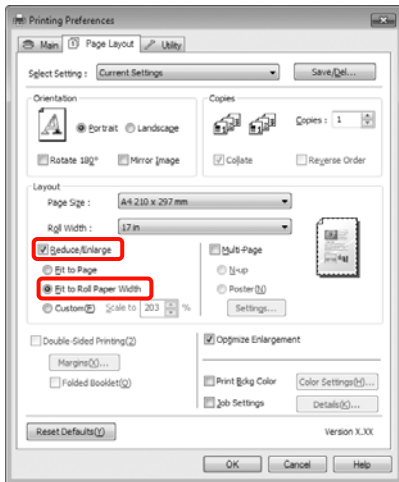 Printing Preferences
Main Page Layout Utility
Select Setting : Current Settings Save/Del...
Orientation
Copies
Portrait Landscape
Copies : 1
Rotate 180° Mirror Image
Collate Reverse Order
Layout
Page Size : A4 210 x 297 mm
Roll Width : 17 in
Reduce/Enlarge
Multi-Page
Fit to Page
N-up
Fit to Roll Paper Width
Poster(N)
Custom(F) Scale to 203 %
Settings...
Double-Sided Printing(2)
Optimize Enlargement
Margins(X)...
Folded Booklet(Q)
Print Bckg Color Color Settings(H)...
Job Settings Details(K)...
Reset Defaults(Y)
Version X.XX
OK Cancel Help